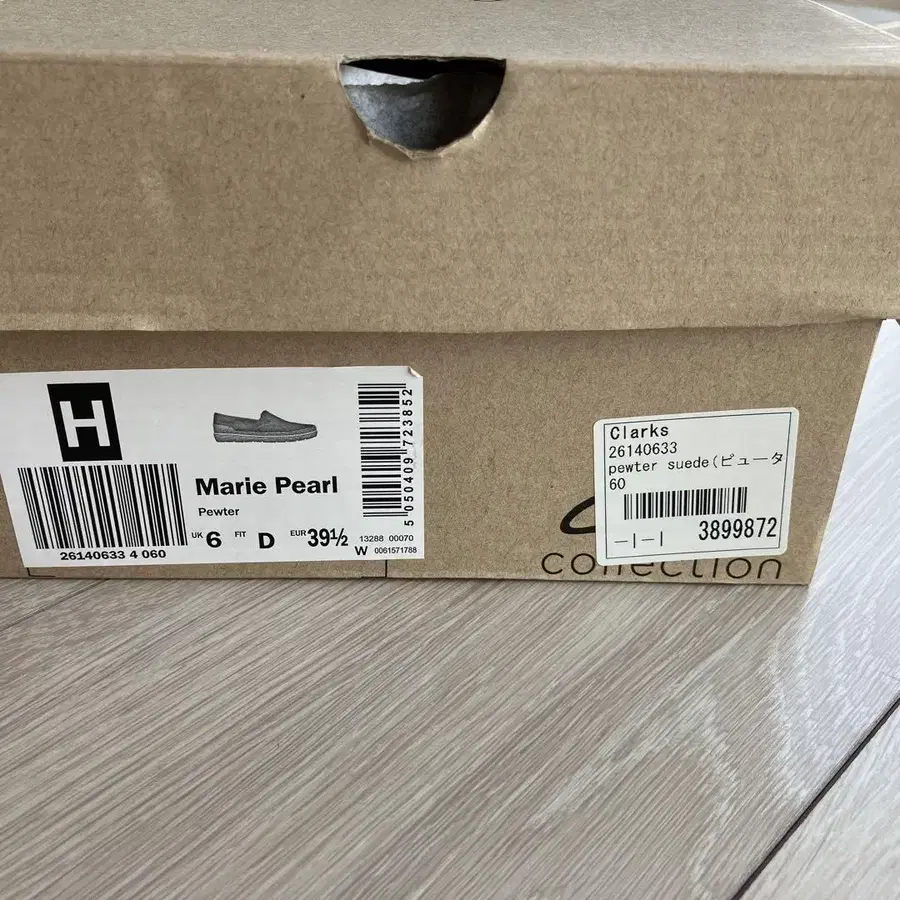 H
26140633 4 060
Marie Pearl
Pewter
UK 6 FIT D EUR 39½
5 050409 723852
13288 00070
W 0061571788
Clarks
26140633
pewter suede(ピュータ
60
-|-| 3899872
collection